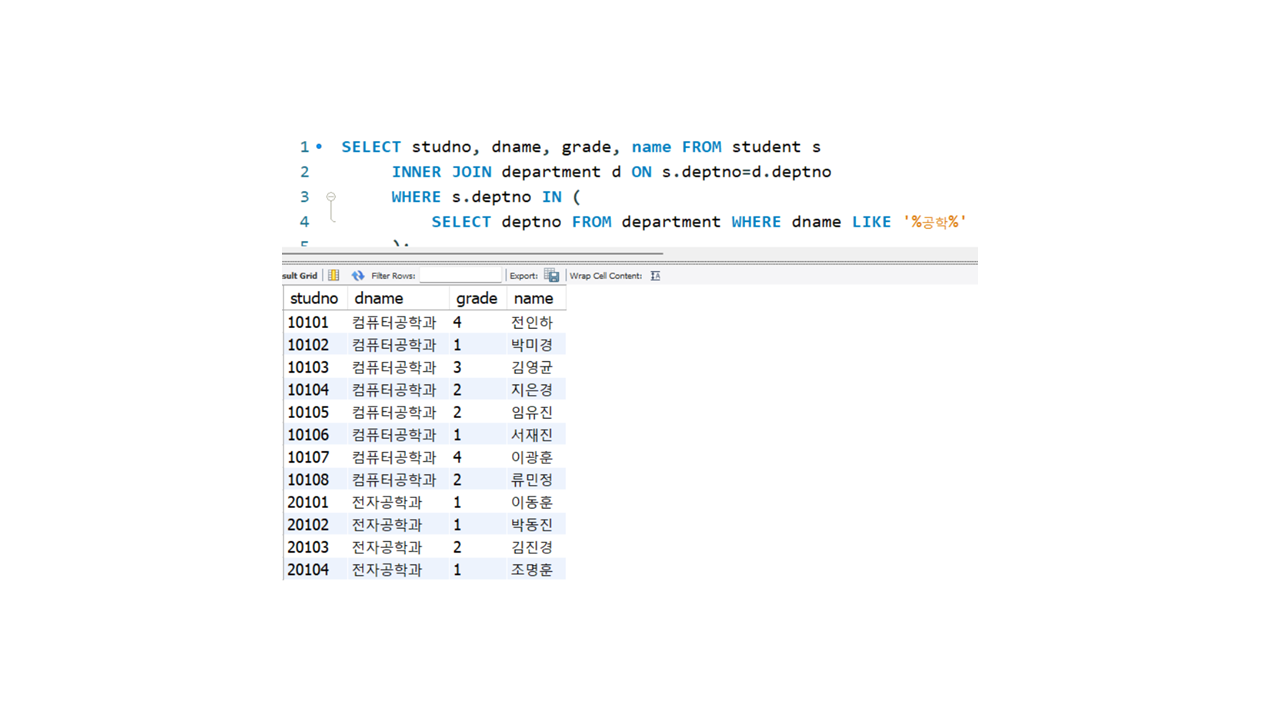 1 SELECT studno, dname, grade, name FROM student s
2 INNER JOIN department d ON s.deptno=d.deptno
3 WHERE s.deptno IN (
4 SELECT deptno FROM department WHERE dname LIKE '%공학%'
5 );
sult Grid Filter Rows: Export: Wrap Cell Content:
studno dname grade name
10101 컴퓨터공학과 4 전인하
10102 컴퓨터공학과 1 박미경
10103 컴퓨터공학과 3 김영균
10104 컴퓨터공학과 2 지은경
10105 컴퓨터공학과 2 임유진
10106 컴퓨터공학과 1 서재진
10107 컴퓨터공학과 4 이광훈
10108 컴퓨터공학과 2 류민정
20101 전자공학과 1 이동훈
20102 전자공학과 1 박동진
20103 전자공학과 2 김진경
20104 전자공학과 1 조명훈